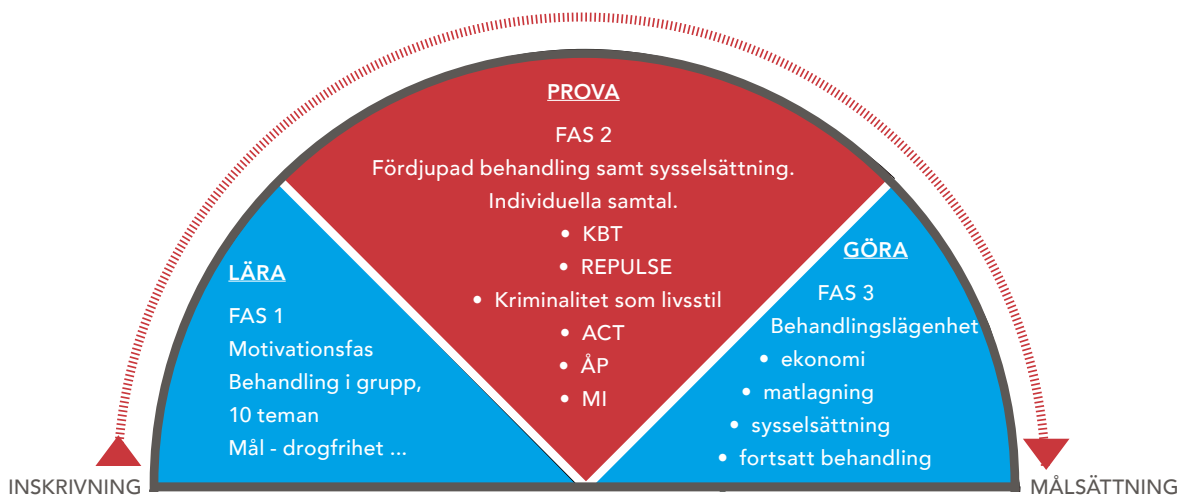 PROVA
FAS 2
Fördjupad behandling samt sysselsättning.
Individuella samtal.
• KBT
• REPULSE
• Kriminalitet som livsstil
• ACT
• ÅP
• MI
LÄRA
FAS 1
Motivationsfas
Behandling i grupp,
10 teman
Mål - drogfrihet ...
GÖRA
FAS 3
Behandlingslägenhet
• ekonomi
• matlagning
• sysselsättning
• fortsatt behandling
INSKRIVNING
MÅLSÄTTNING